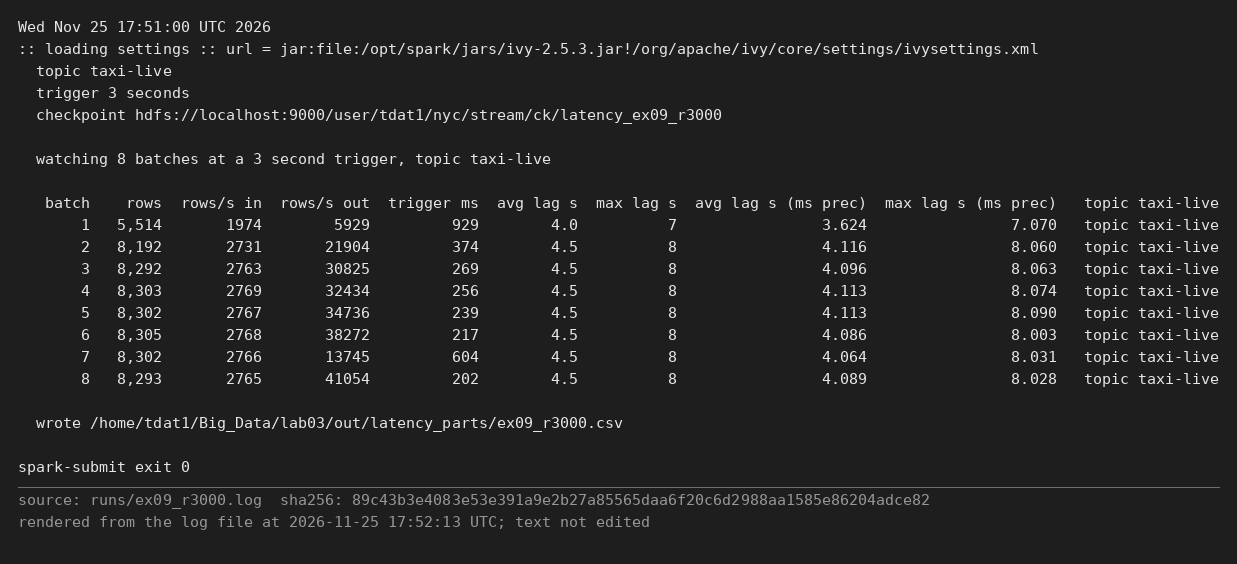 Wed Nov 25 17:51:00 UTC 2026
:: loading settings :: url = jar:file:/opt/spark/jars/ivy-2.5.3.jar!/org/apache/ivy/core/settings/ivysettings.xml
  topic taxi-live
  trigger 3 seconds
  checkpoint hdfs://localhost:9000/user/tdat1/nyc/stream/ck/latency_ex09_r3000

  watching 8 batches at a 3 second trigger, topic taxi-live

   batch    rows  rows/s in  rows/s out  trigger ms  avg lag s  max lag s  avg lag s (ms prec)  max lag s (ms prec)   topic taxi-live
       1   5,514       1974        5929         929        4.0          7                3.624                7.070   topic taxi-live
       2   8,192       2731       21904         374        4.5          8                4.116                8.060   topic taxi-live
       3   8,292       2763       30825         269        4.5          8                4.096                8.063   topic taxi-live
       4   8,303       2769       32434         256        4.5          8                4.113                8.074   topic taxi-live
       5   8,302       2767       34736         239        4.5          8                4.113                8.090   topic taxi-live
       6   8,305       2768       38272         217        4.5          8                4.086                8.003   topic taxi-live
       7   8,302       2766       13745         604        4.5          8                4.064                8.031   topic taxi-live
       8   8,293       2765       41054         202        4.5          8                4.089                8.028   topic taxi-live

  wrote /home/tdat1/Big_Data/lab03/out/latency_parts/ex09_r3000.csv

spark-submit exit 0
source: runs/ex09_r3000.log  sha256: 89c43b3e4083e53e391a9e2b27a85565daa6f20c6d2988aa1585e86204adce82
rendered from the log file at 2026-11-25 17:52:13 UTC; text not edited